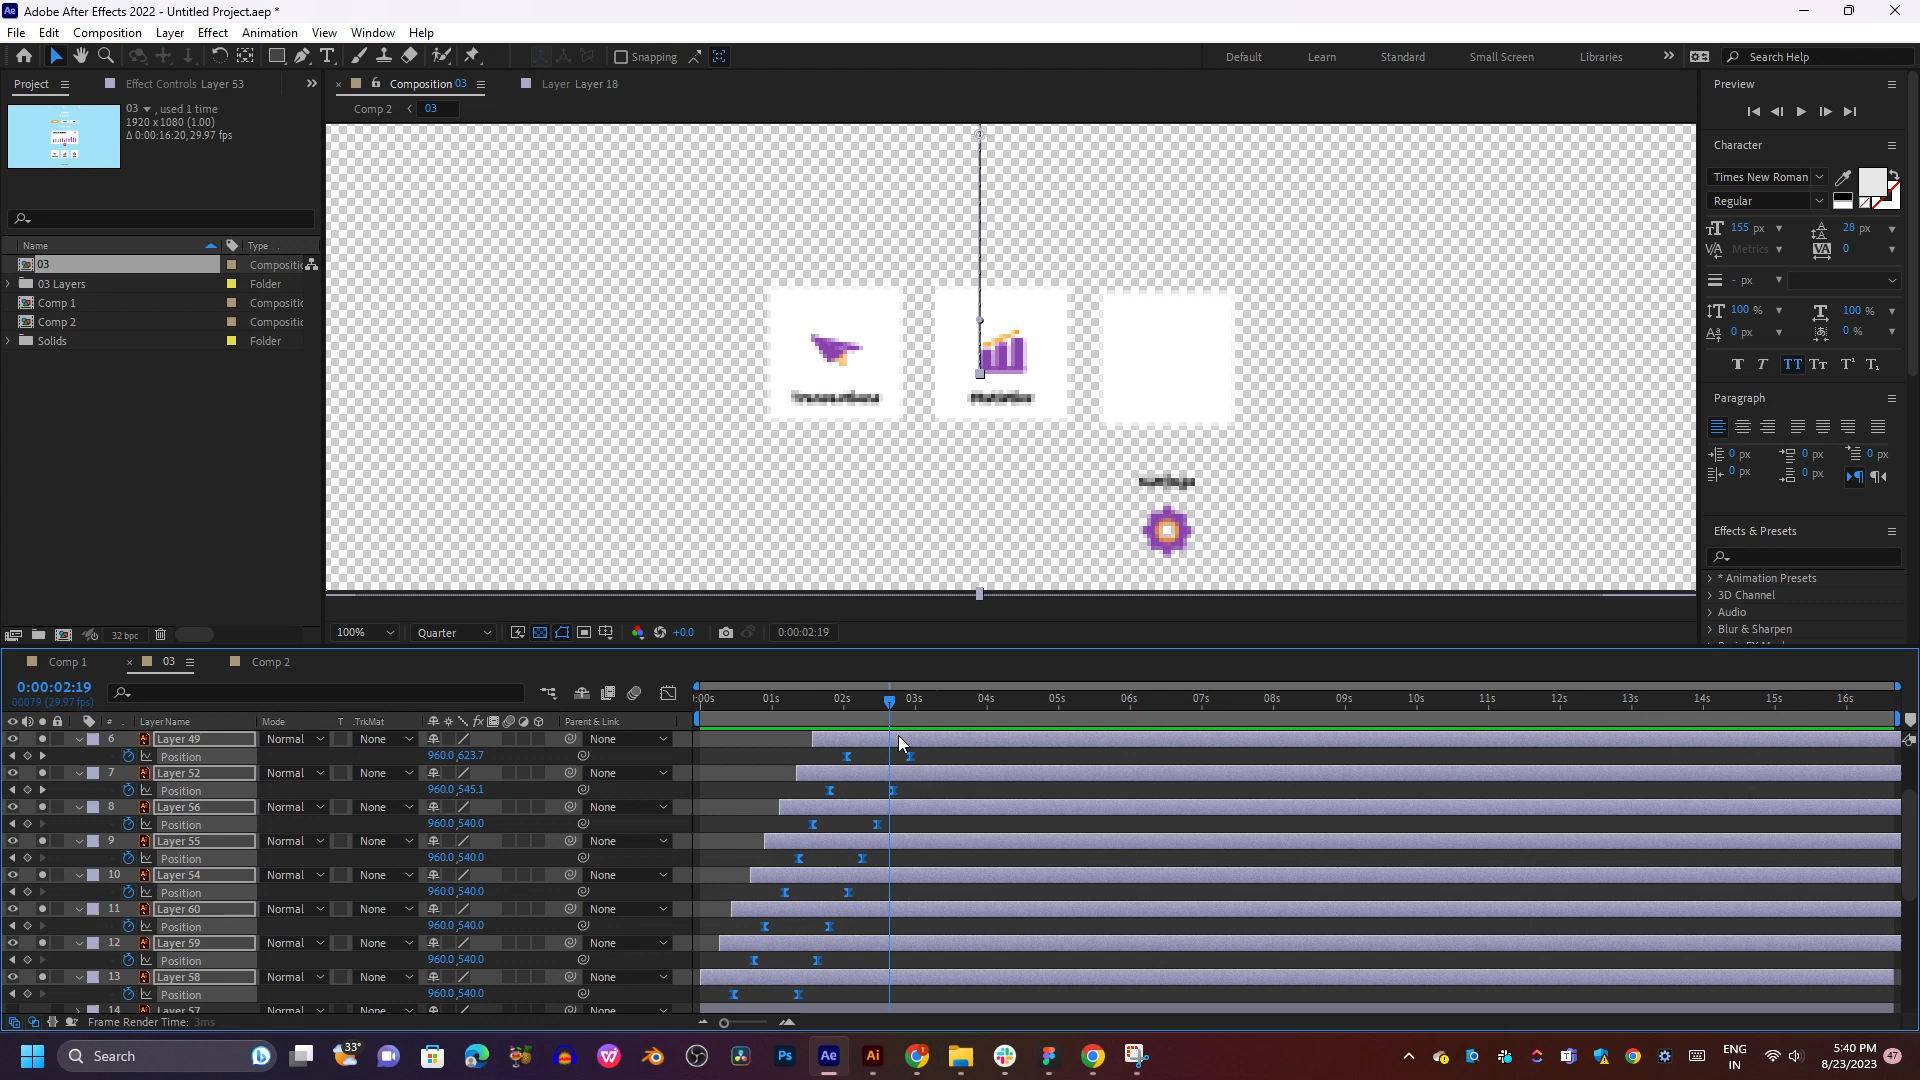 Adobe After Effects 2022 - Untitled Project.aep *
File Edit Composition Layer Effect Animation View Window Help
Snapping
Default Learn Standard Small Screen Libraries Search Help
Project Effect Controls Layer 53
Composition 03 Layer Layer 18
Comp 2 03
03 , used 1 time
1920 x 1080 (1.00)
Δ 0:00:16:20, 29.97 fps
Name Type
03 Compositic
03 Layers Folder
Comp 1 Compositic
Comp 2 Compositic
Solids Folder
32 bpc
Transactions
Statistics
Settings
100% Quarter +0.0 0:00:02:19
Preview
Character
Times New Roman
Regular
155 px 28 px
Metrics 0
- px
100 % 100 %
0 px 0 %
Paragraph
0 px 0 px 0 px
0 px 0 px
Effects & Presets
* Animation Presets
3D Channel
Audio
Blur & Sharpen
Comp 1 03 Comp 2
0:00:02:19
00079 (29.97 fps)
:00s 01s 02s 03s 04s 05s 06s 07s 08s 09s 10s 11s 12s 13s 14s 15s 16s
# Layer Name Mode T .TrkMat Parent & Link
6 Layer 49 Normal None None
Position 960.0,623.7
7 Layer 52 Normal None None
Position 960.0,545.1
8 Layer 56 Normal None None
Position 960.0,540.0
9 Layer 55 Normal None None
Position 960.0,540.0
10 Layer 54 Normal None None
Position 960.0,540.0
11 Layer 60 Normal None None
Position 960.0,540.0
12 Layer 59 Normal None None
Position 960.0,540.0
13 Layer 58 Normal None None
Position 960.0,540.0
14 Layer 57 Normal None None
Frame Render Time: 3ms
Search
33°
Ps Ae Ai
ENG
IN
5:40 PM
8/23/2023
47